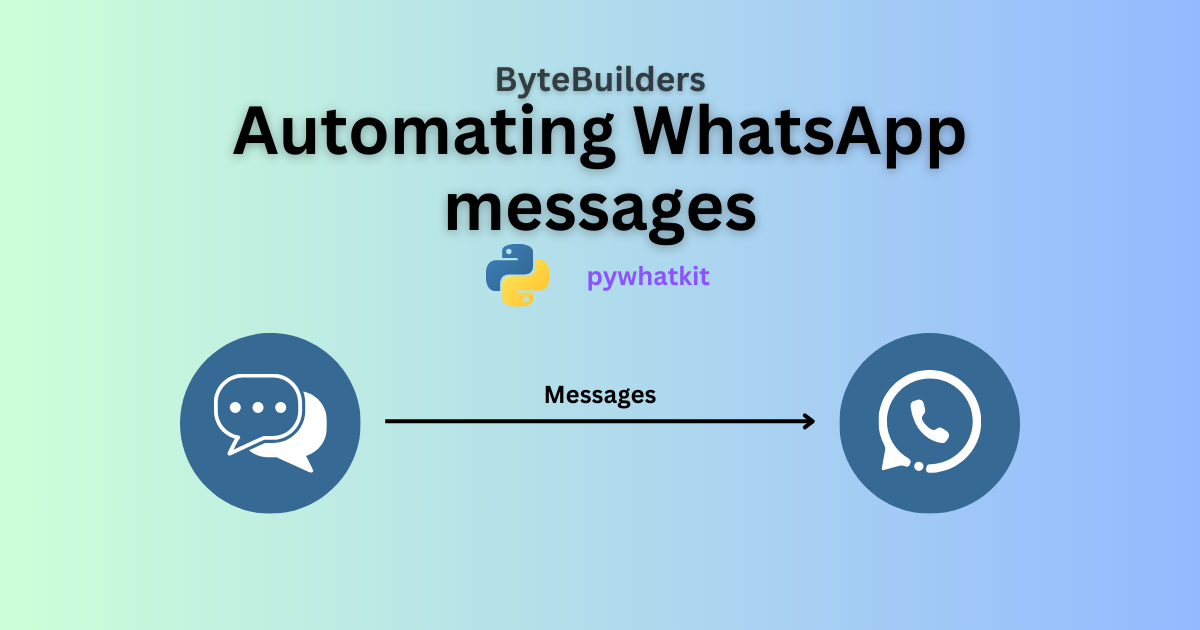 ByteBuilders
Automating WhatsApp
messages
pywhatkit
Messages